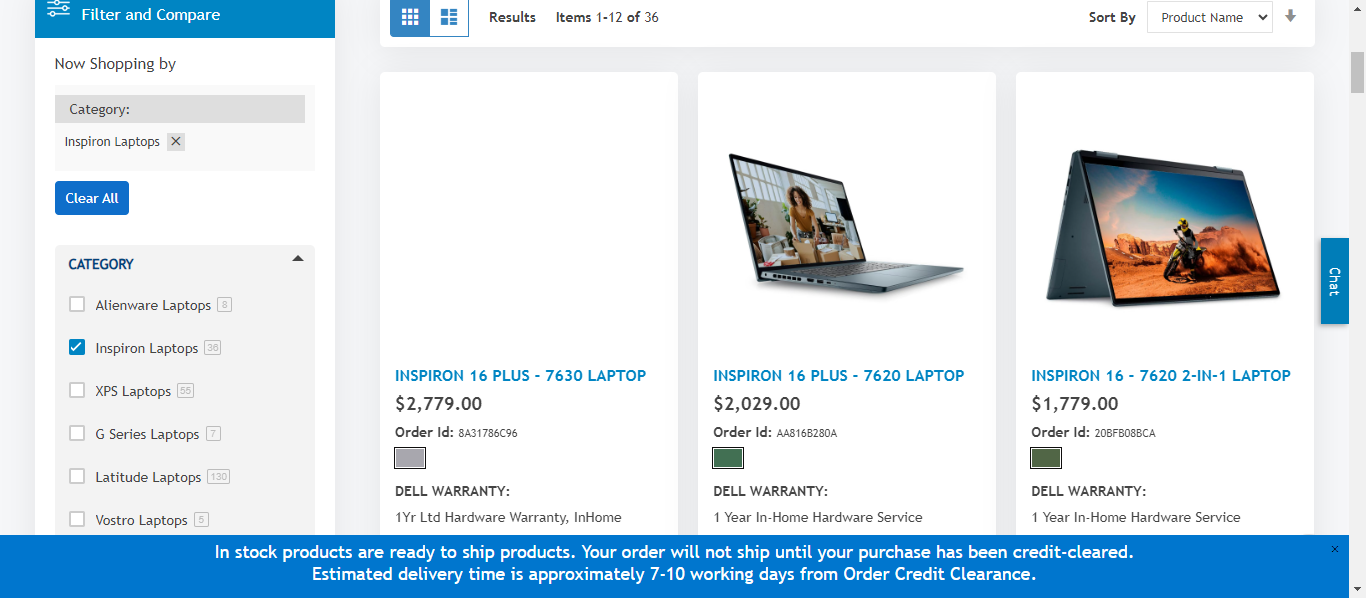 Filter and Compare
Results Items 1-12 of 36
Sort By Product Name
Now Shopping by
Category:
Inspiron Laptops
Clear All
CATEGORY
Alienware Laptops 8
Inspiron Laptops 36
XPS Laptops 55
G Series Laptops 7
Latitude Laptops 130
Vostro Laptops 5
INSPIRON 16 PLUS - 7630 LAPTOP
$2,779.00
Order Id: 8A31786C96
DELL WARRANTY:
1Yr Ltd Hardware Warranty, InHome
INSPIRON 16 PLUS - 7620 LAPTOP
$2,029.00
Order Id: AA816B280A
DELL WARRANTY:
1 Year In-Home Hardware Service
INSPIRON 16 - 7620 2-IN-1 LAPTOP
$1,779.00
Order Id: 20BFB08BCA
DELL WARRANTY:
1 Year In-Home Hardware Service
Chat
In stock products are ready to ship products. Your order will not ship until your purchase has been credit-cleared.
Estimated delivery time is approximately 7-10 working days from Order Credit Clearance.